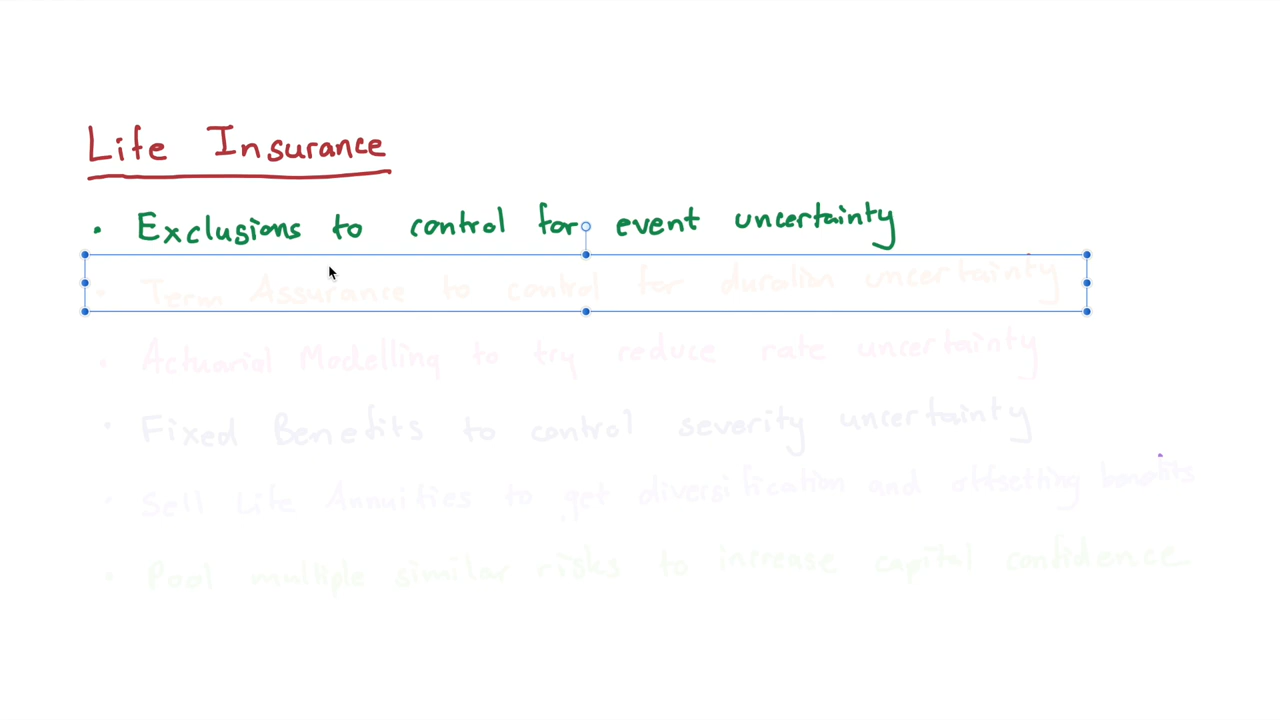 Life Insurance
• Exclusions to control for event uncertainty
• Term Assurance to control for duration uncertainty
• Actuarial Modelling to try reduce rate uncertainty
• Fixed Benefits to control severity uncertainty
• Sell Life Annuities to get diversification and offsetting benefits
• Pool multiple similar risks to increase capital confidence